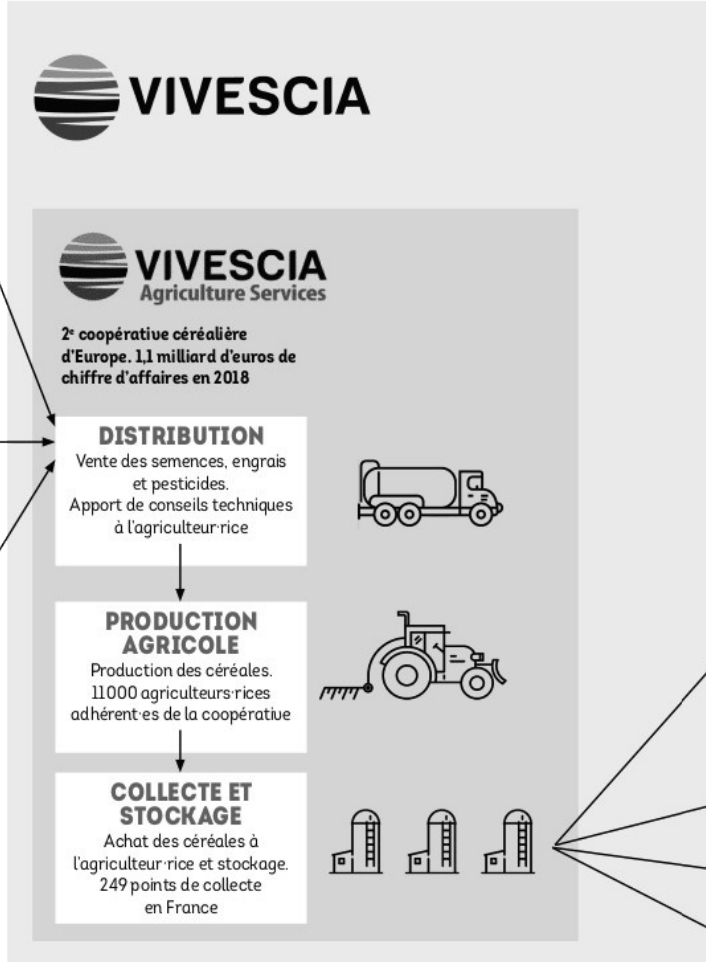 VIVESCIA
VIVESCIA
Agriculture Services
2e coopérative céréalière
d'Europe. 1,1 milliard d'euros de
chiffre d'affaires en 2018
DISTRIBUTION
Vente des semences, engrais
et pesticides.
Apport de conseils techniques
à l'agriculteur·rice
PRODUCTION
AGRICOLE
Production des céréales.
11000 agriculteurs·rices
adhérent·es de la coopérative
COLLECTE ET
STOCKAGE
Achat des céréales à
l'agriculteur·rice et stockage.
249 points de collecte
en France